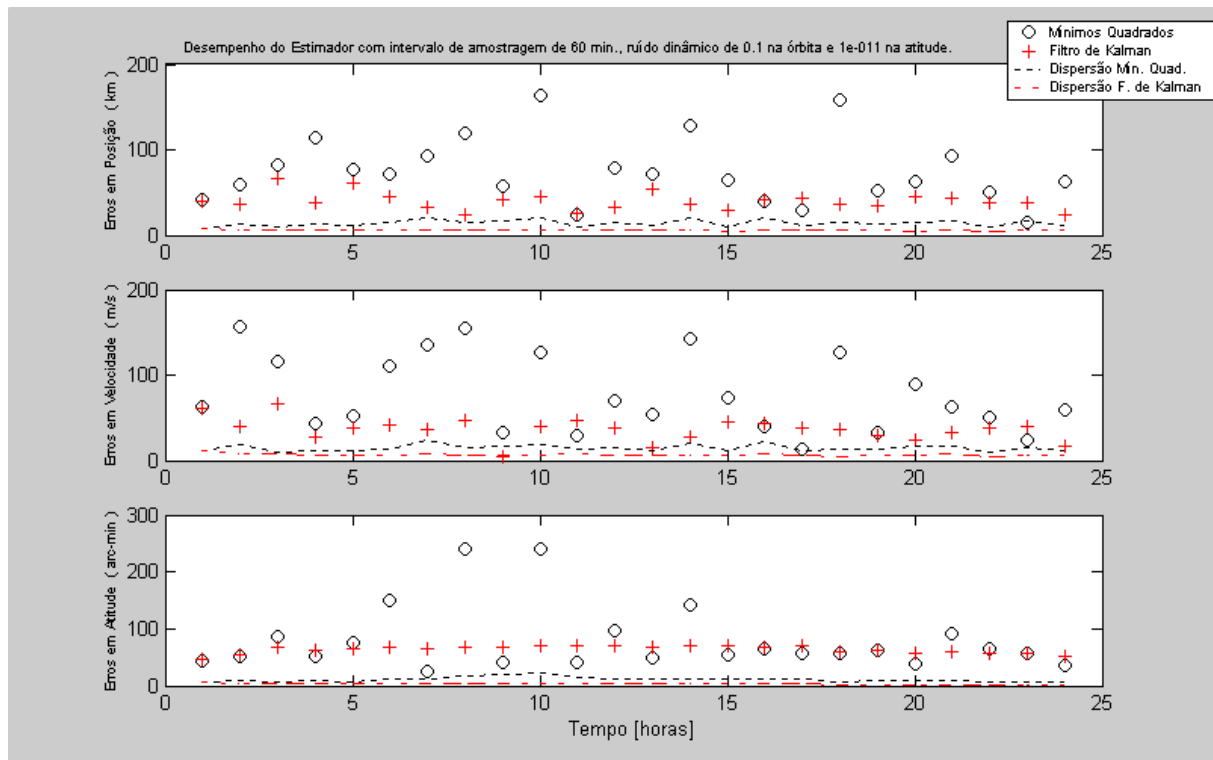 Desempenho do Estimador com intervalo de amostragem de 60 min., ruído dinâmico de 0.1 na órbita e 1e-011 na atitude.
Mínimos Quadrados
Filtro de Kalman
Dispersão Mín. Quad.
Dispersão F. de Kalman
Erros em Posição ( km )
200
100
0
0 5 10 15 20 25
Erros em Velocidade ( m/s )
200
100
0
0 5 10 15 20 25
Erros em Atitude ( arc-min )
300
200
100
0
0 5 10 15 20 25
Tempo [horas]